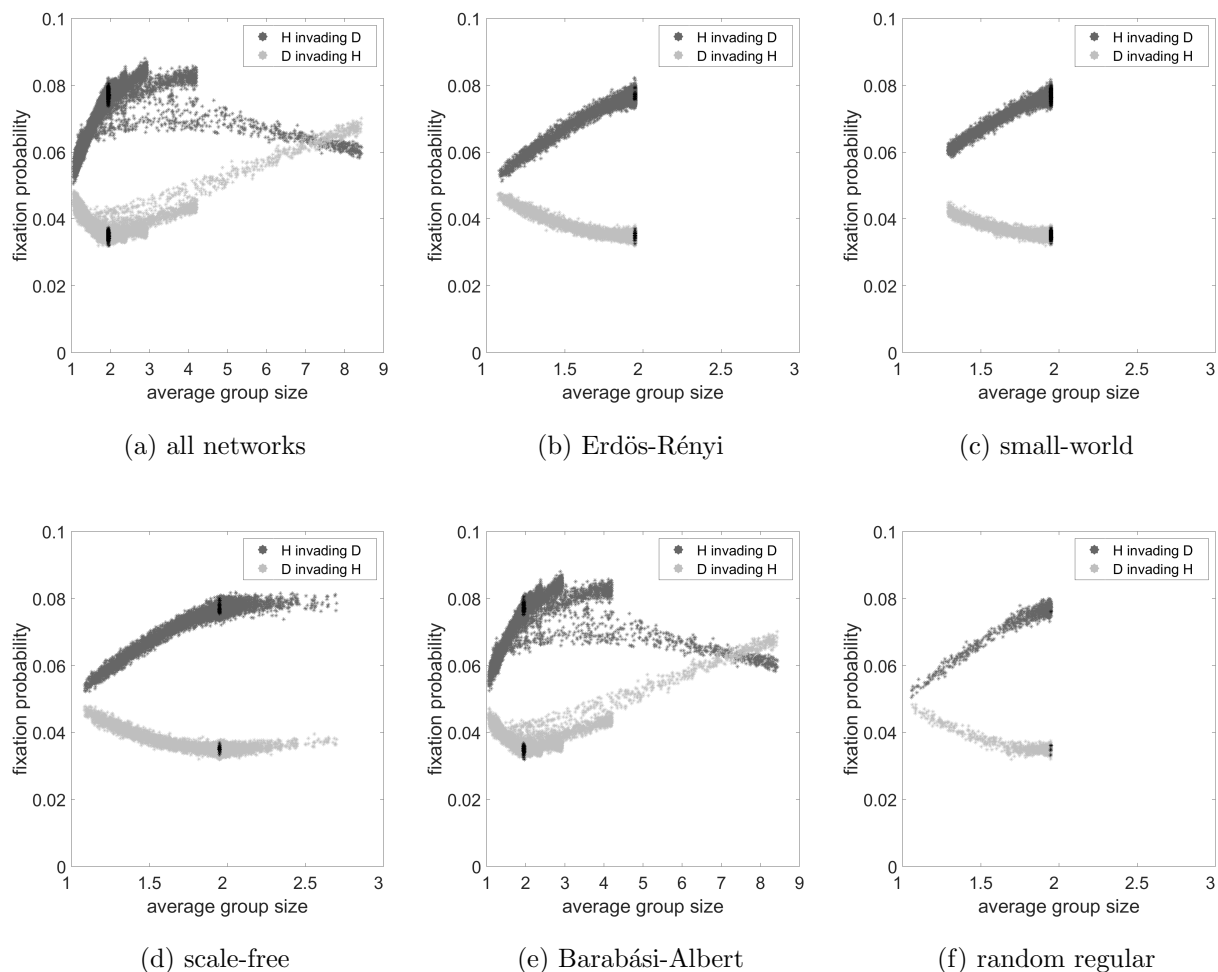 0.1
0.08
0.06
0.04
0.02
0
fixation probability
H invading D
D invading H
1 2 3 4 5 6 7 8 9
average group size
(a) all networks
0.1
0.08
0.06
0.04
0.02
0
fixation probability
H invading D
D invading H
1 1.5 2 2.5 3
average group size
(b) Erdös-Rényi
0.1
0.08
0.06
0.04
0.02
0
fixation probability
H invading D
D invading H
1 1.5 2 2.5 3
average group size
(c) small-world
0.1
0.08
0.06
0.04
0.02
0
fixation probability
H invading D
D invading H
1 1.5 2 2.5 3
average group size
(d) scale-free
0.1
0.08
0.06
0.04
0.02
0
fixation probability
H invading D
D invading H
1 2 3 4 5 6 7 8 9
average group size
(e) Barabási-Albert
0.1
0.08
0.06
0.04
0.02
0
fixation probability
H invading D
D invading H
1 1.5 2 2.5 3
average group size
(f) random regular